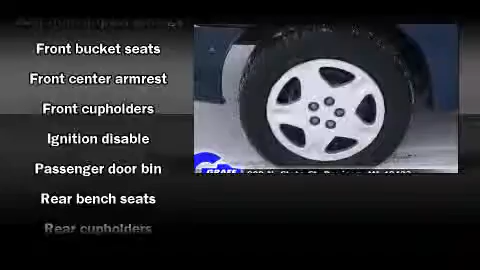 Front bucket seats
Front center armrest
Front cupholders
Ignition disable
Passenger door bin
Rear bench seats
Rear cupholders
GRAFF